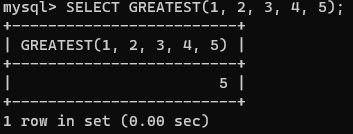 mysql> SELECT GREATEST(1, 2, 3, 4, 5);
+-------------------------+
| GREATEST(1, 2, 3, 4, 5) |
+-------------------------+
|                       5 |
+-------------------------+
1 row in set (0.00 sec)